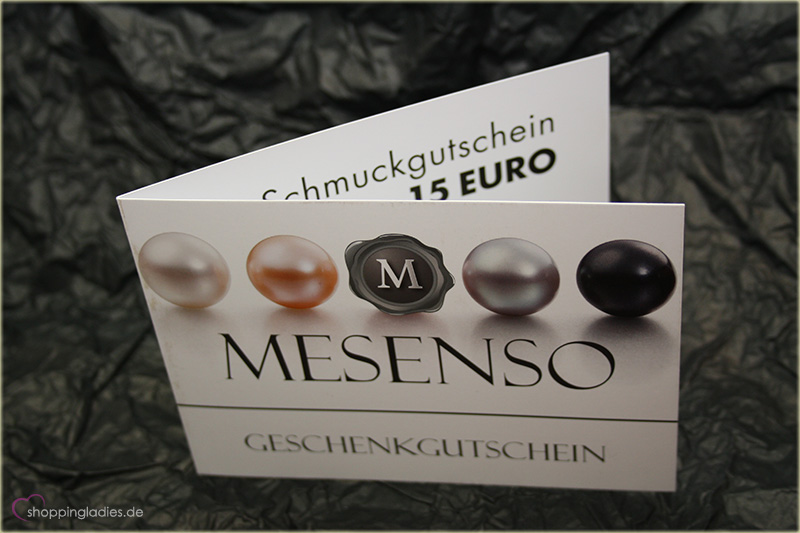 Schmuckgutschein
15 EURO
M
MESENSO
GESCHENKGUTSCHEIN
shoppingladies.de